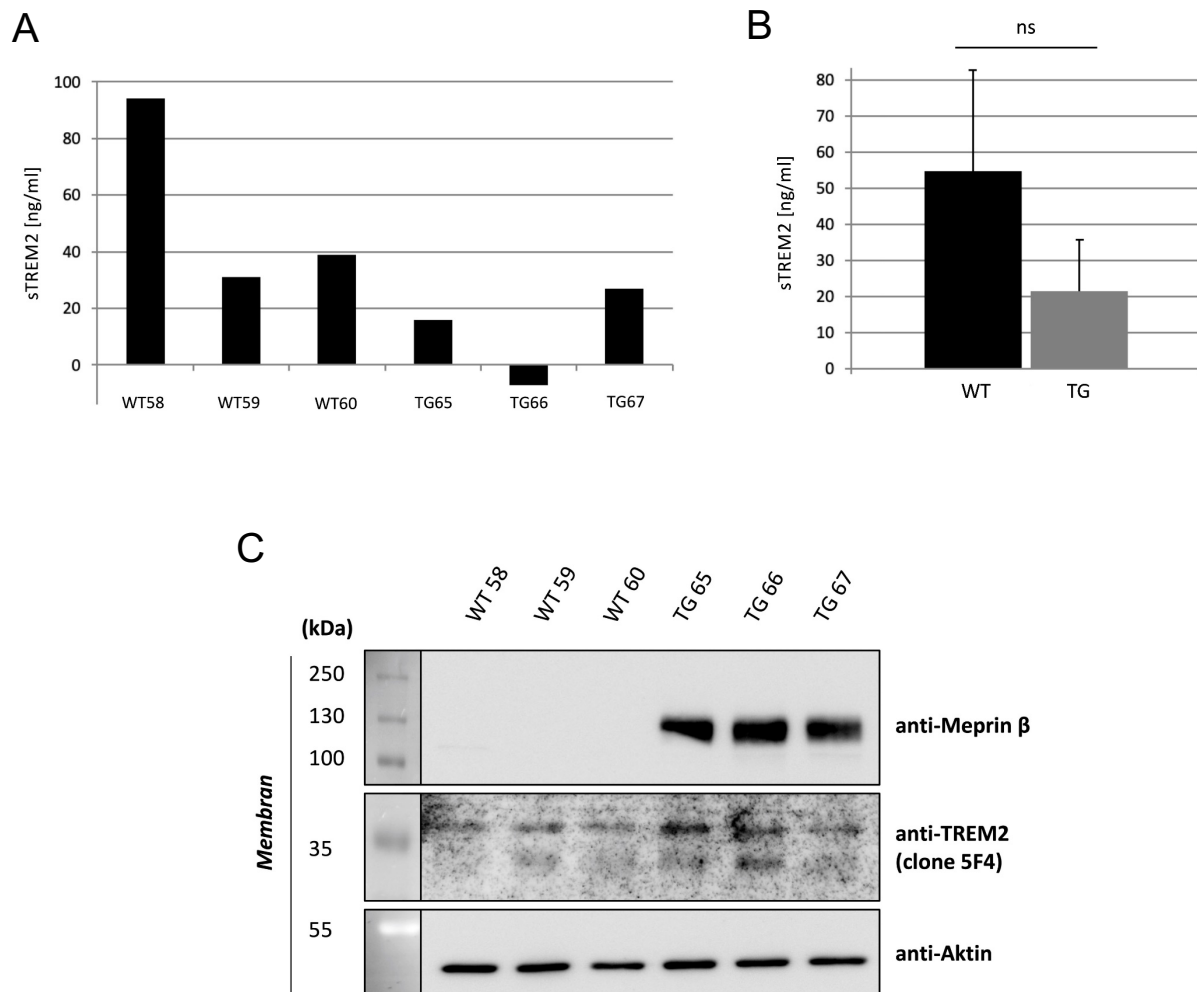 A
sTREM2 [ng/ml]
100
80
60
40
20
0
WT58 WT59 WT60 TG65 TG66 TG67
B
ns
sTREM2 [ng/ml]
80
70
60
50
40
30
20
10
0
WT TG
C
WT 58 WT 59 WT 60 TG 65 TG 66 TG 67
(kDa)
Membran
250
130
100
anti-Meprin β
35
anti-TREM2
(clone 5F4)
55
anti-Aktin